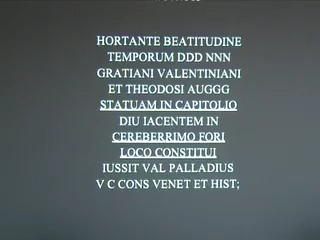 HORTANTE BEATITUDINE
TEMPORUM DDD NNN
GRATIANI VALENTINIANI
ET THEODOSI AUGGG
STATUAM IN CAPITOLIO
DIU IACENTEM IN
CEREBERRIMO FORI
LOCO CONSTITUI
IUSSIT VAL PALLADIUS
V C CONS VENET ET HIST;